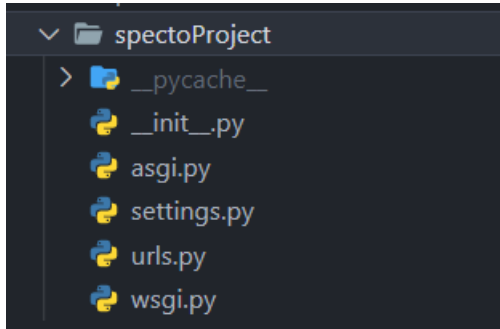 spectoProject
__pycache__
__init__.py
asgi.py
settings.py
urls.py
wsgi.py